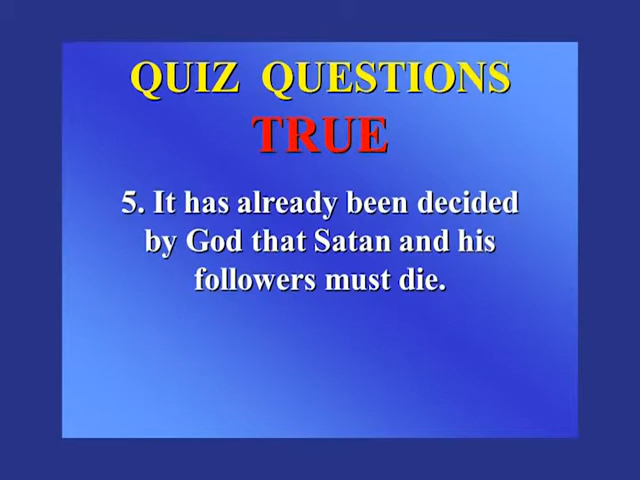 QUIZ QUESTIONS
TRUE
5. It has already been decided
by God that Satan and his
followers must die.